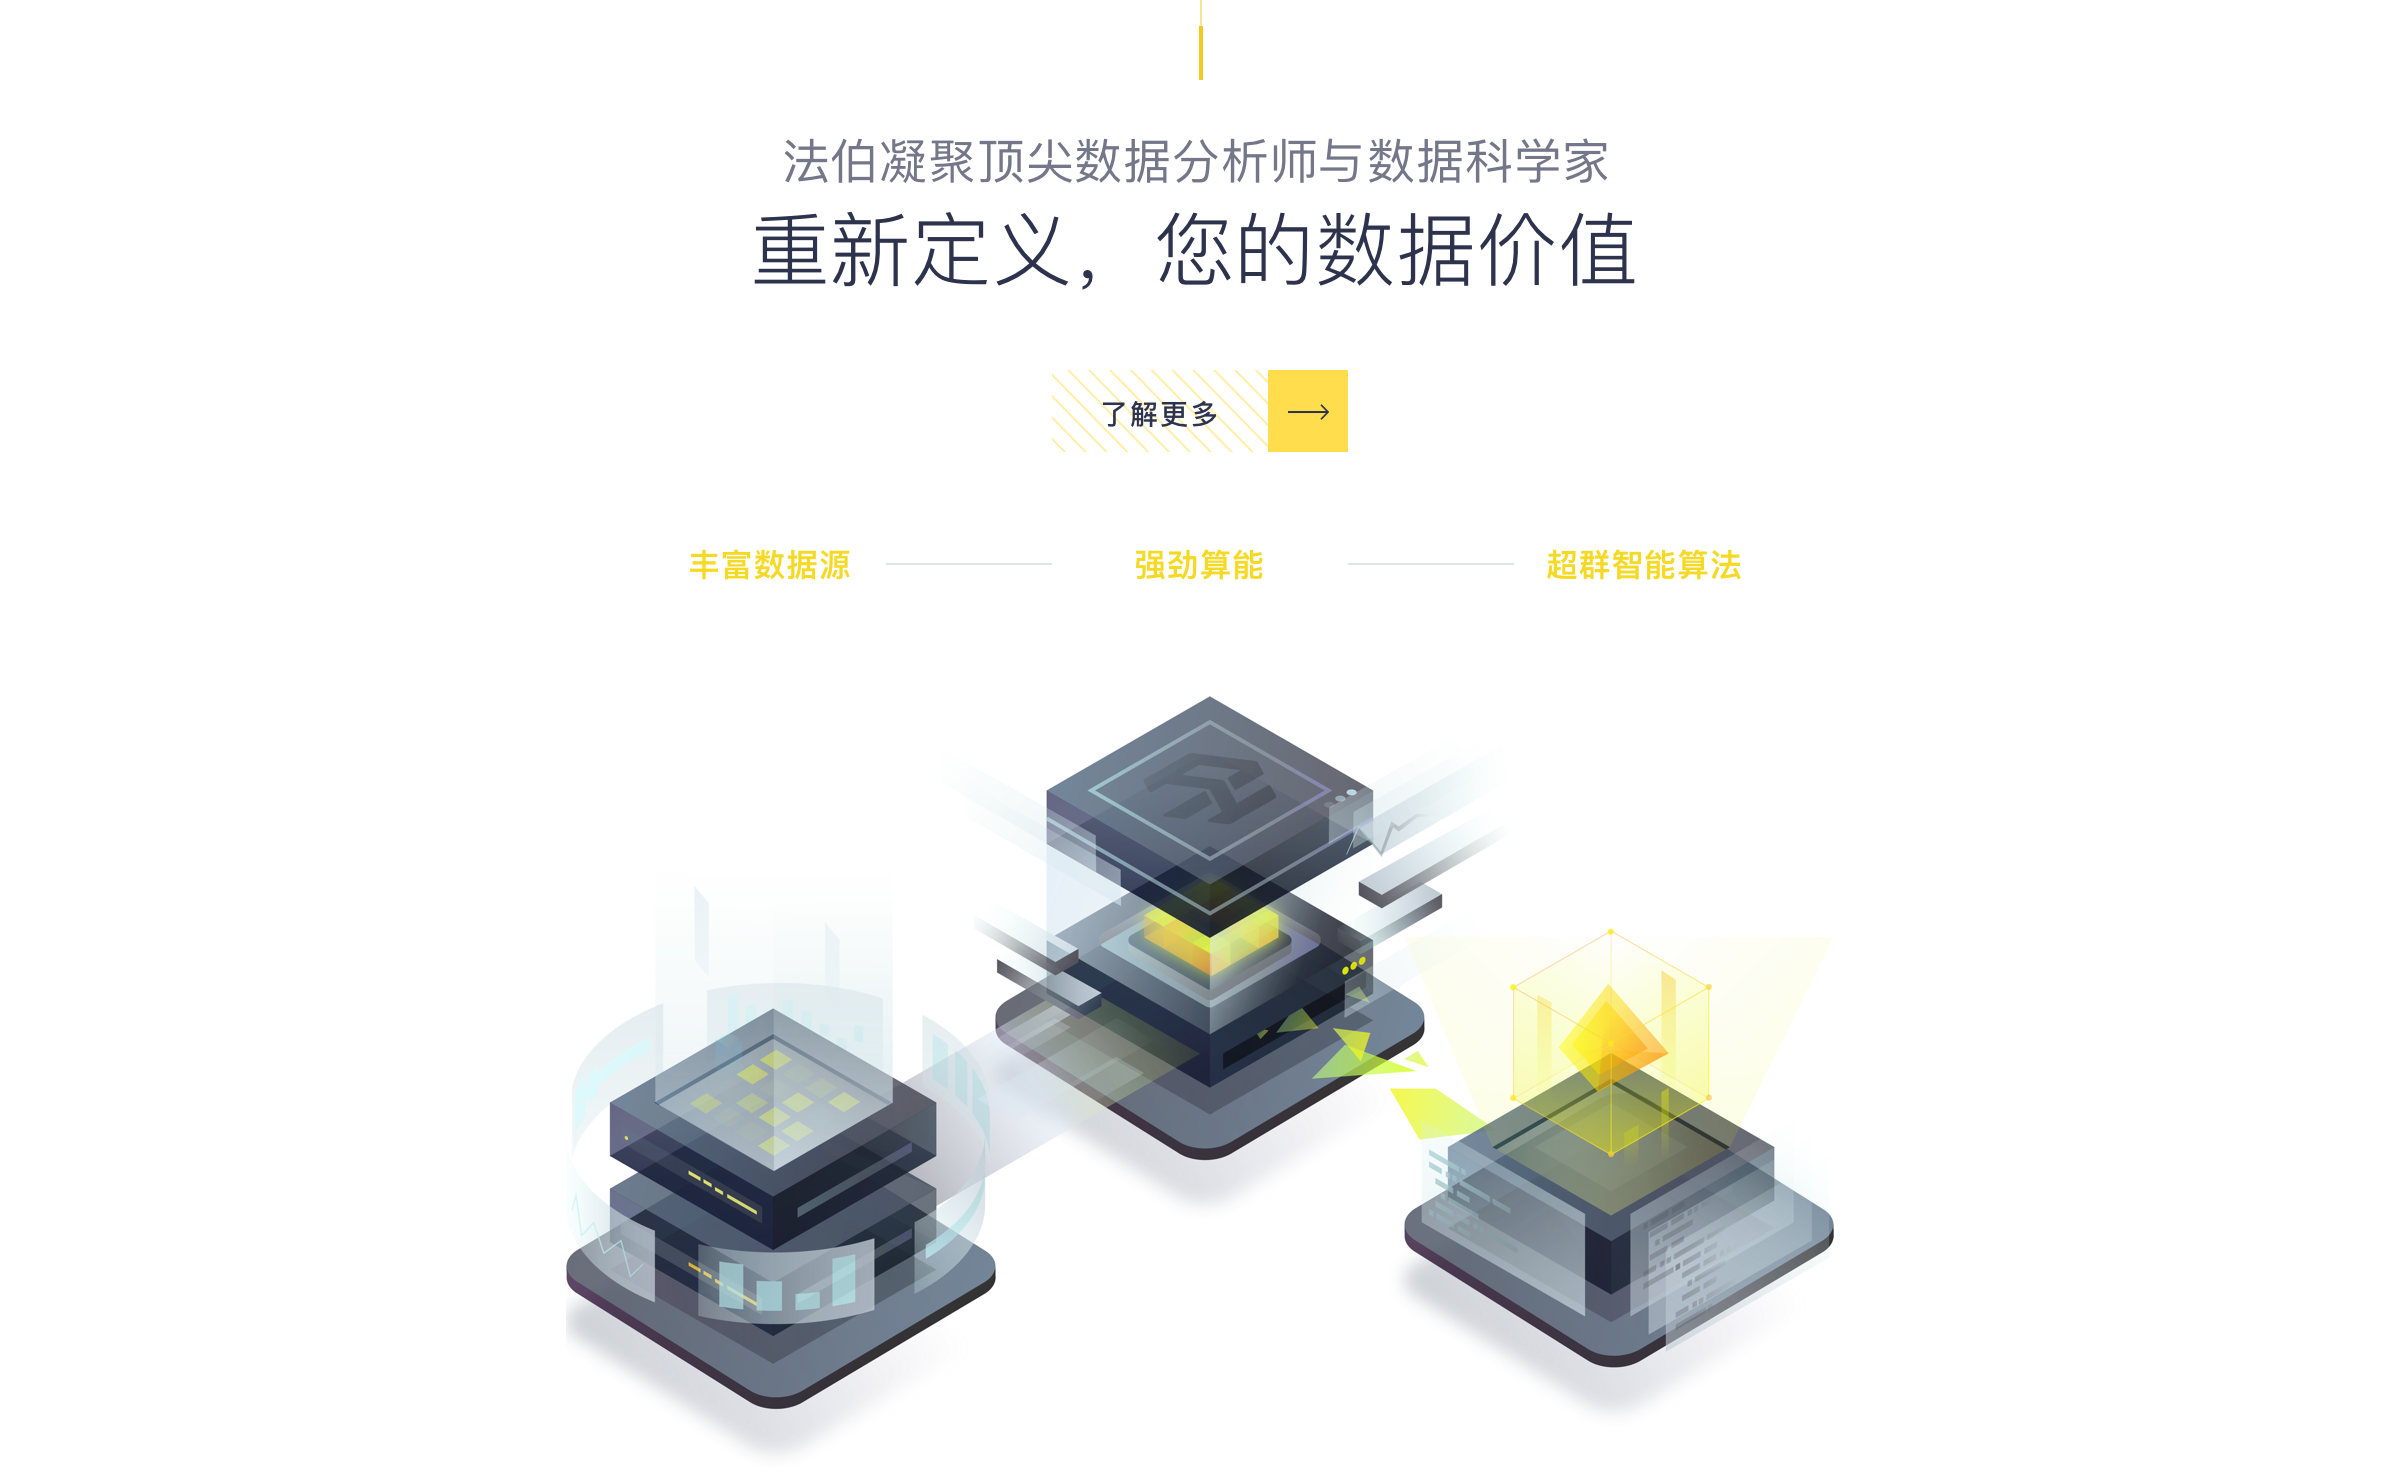 法伯凝聚顶尖数据分析师与数据科学家
重新定义，您的数据价值
了解更多
丰富数据源
强劲算能
超群智能算法